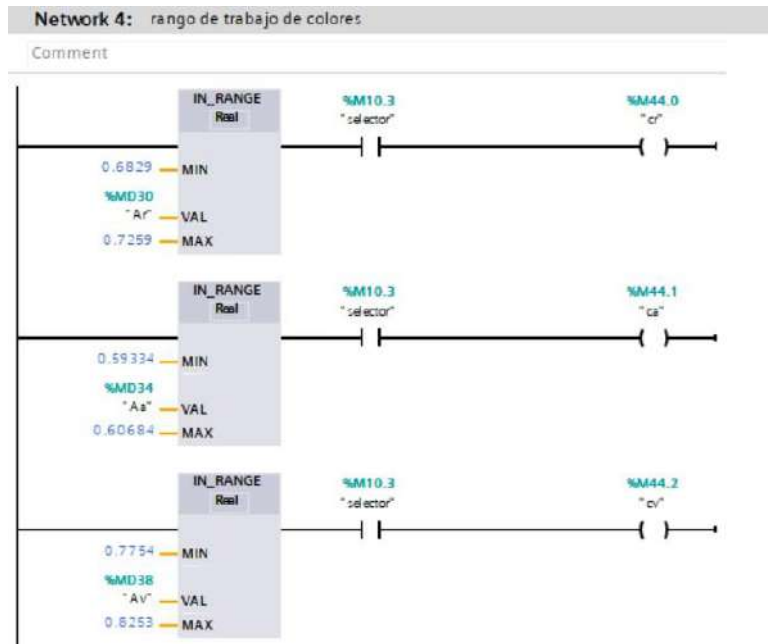 Network 4: rango de trabajo de colores
Comment
IN_RANGE %M10.3 %M44.0
Real "selector" "cr"
0.6829 MIN
%MD30
"Ar" VAL
0.7259 MAX
IN_RANGE %M10.3 %M44.1
Real "selector" "ca"
0.59334 MIN
%MD34
"Aa" VAL
0.60684 MAX
IN_RANGE %M10.3 %M44.2
Real "selector" "cv"
0.7754 MIN
%MD38
"Av" VAL
0.8253 MAX